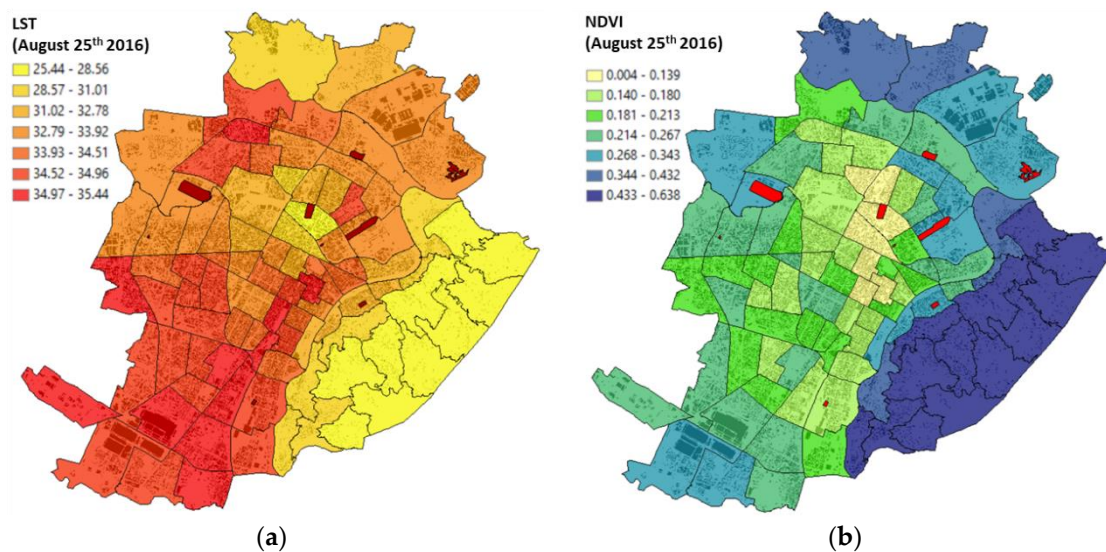 LST
(August 25th 2016)
25.44 - 28.56
28.57 - 31.01
31.02 - 32.78
32.79 - 33.92
33.93 - 34.51
34.52 - 34.96
34.97 - 35.44
(a)
NDVI
(August 25th 2016)
0.004 - 0.139
0.140 - 0.180
0.181 - 0.213
0.214 - 0.267
0.268 - 0.343
0.344 - 0.432
0.433 - 0.638
(b)